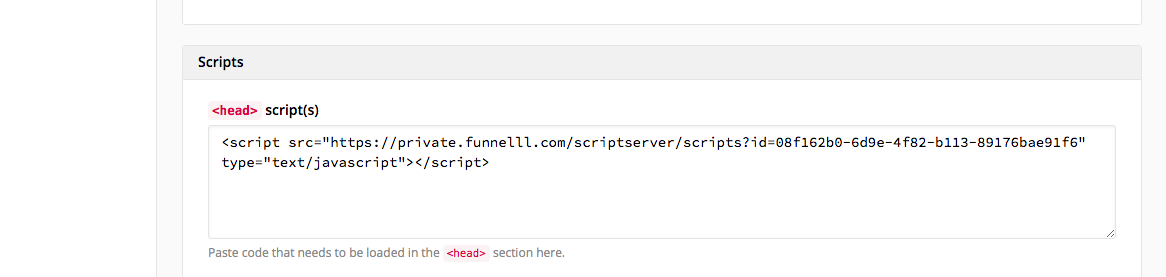 Scripts
<head> script(s)
<script src="https://private.funnelll.com/scriptserver/scripts?id=08f162b0-6d9e-4f82-b113-89176bae91f6"
type="text/javascript"></script>
Paste code that needs to be loaded in the <head> section here.